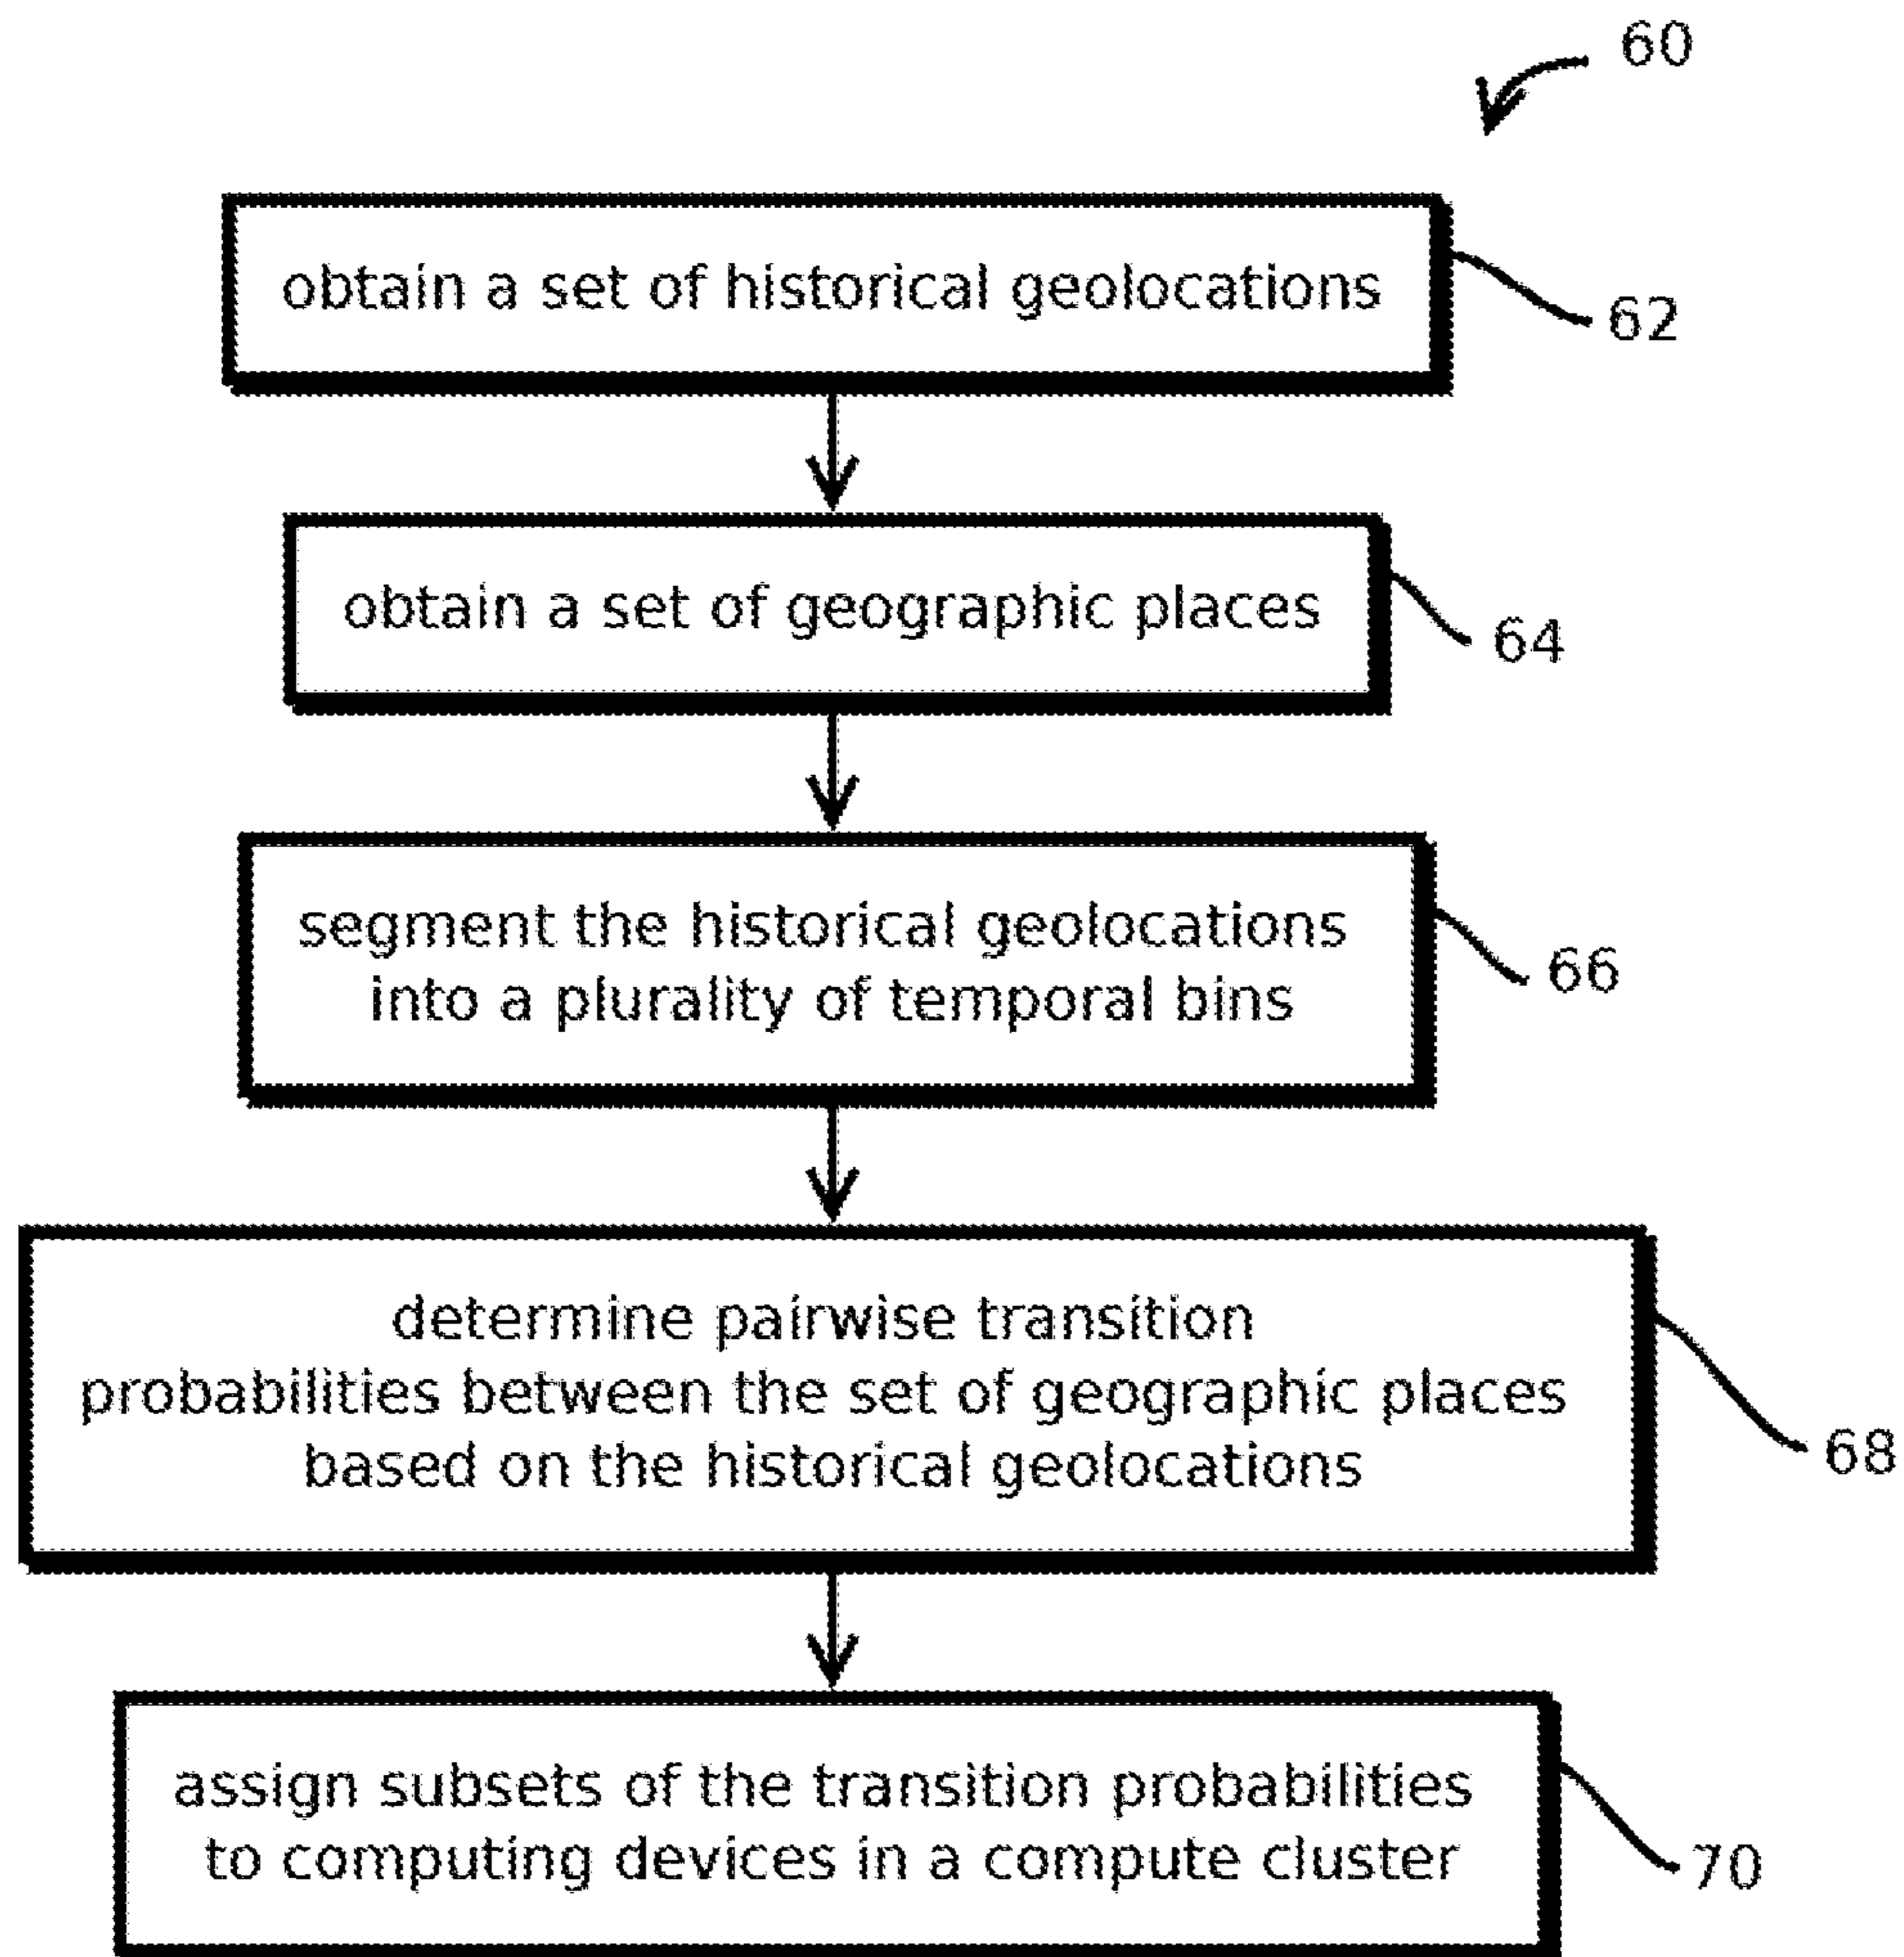 60
obtain a set of historical geolocations
62
obtain a set of geographic places
64
segment the historical geolocations
into a plurality of temporal bins
66
determine pairwise transition
probabilities between the set of geographic places
based on the historical geolocations
68
assign subsets of the transition probabilities
to computing devices in a compute cluster
70